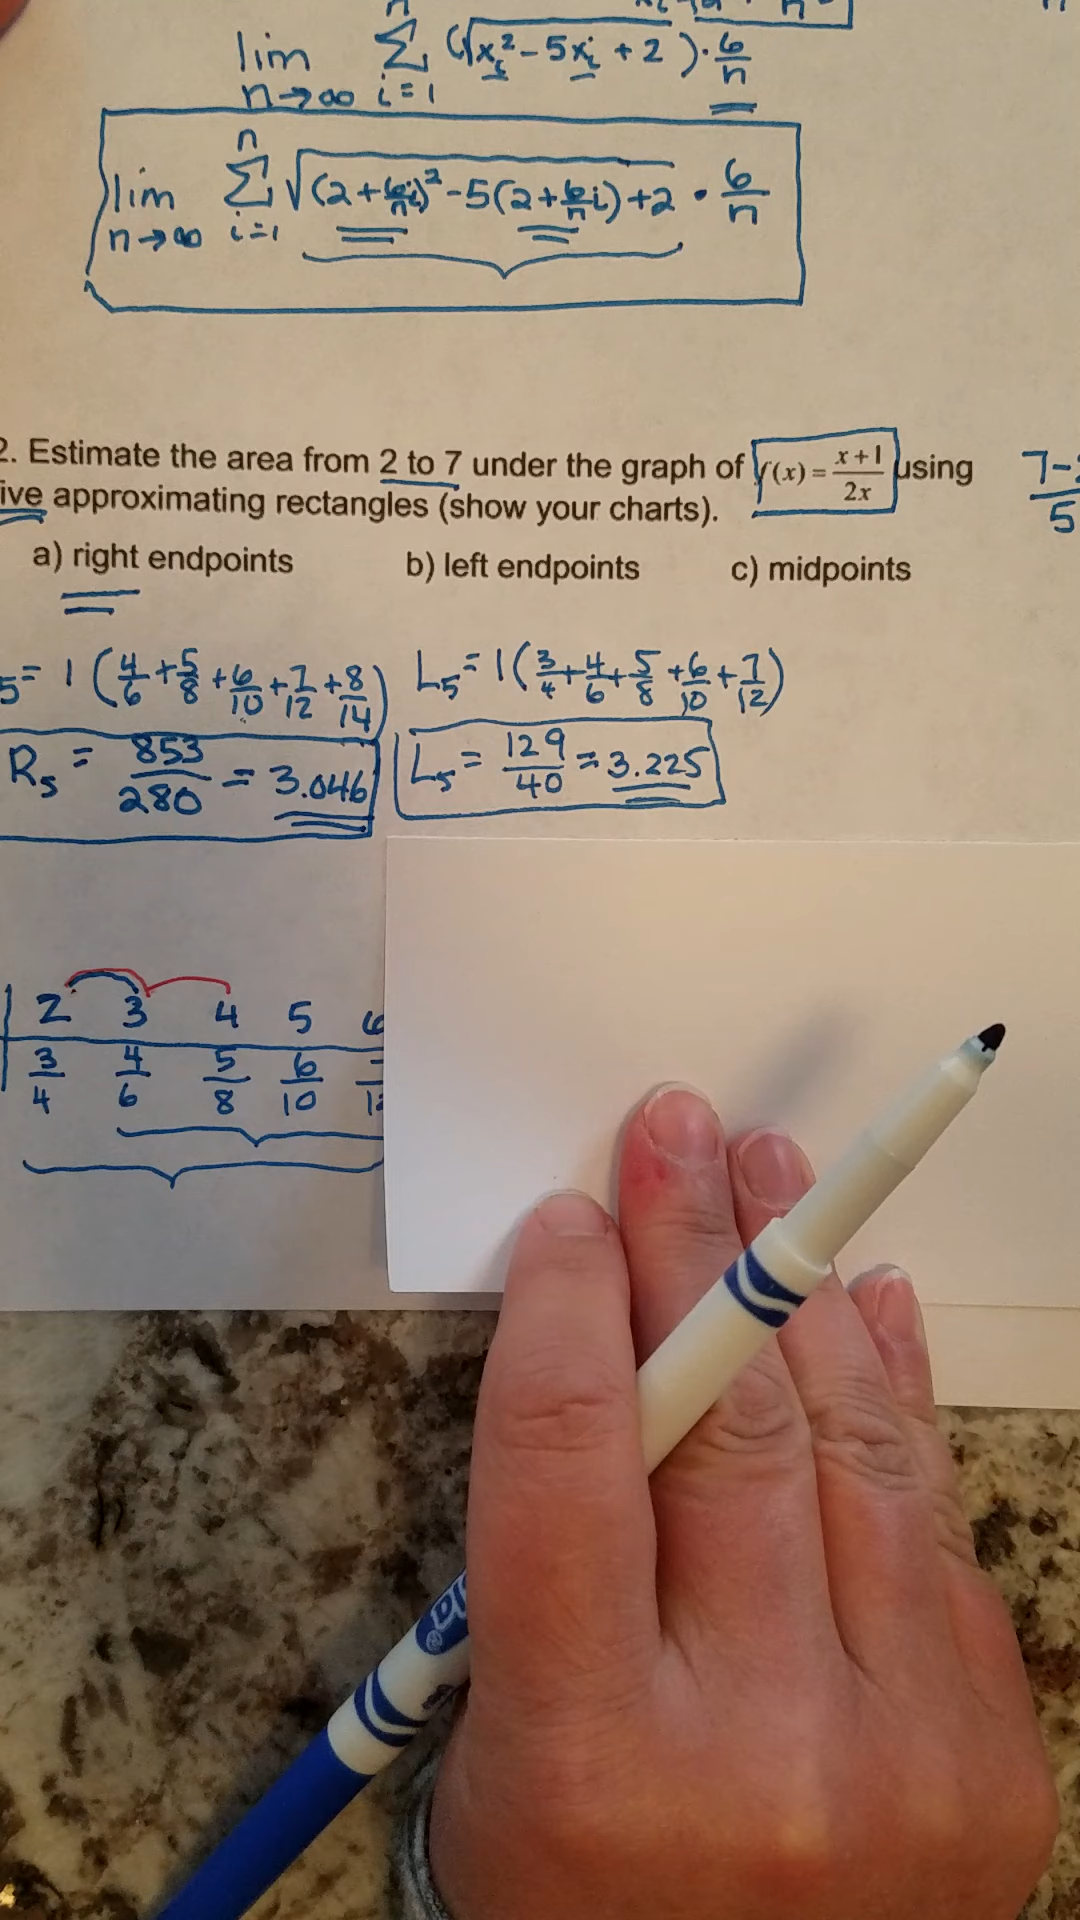 n
lim Σ (√xᵢ² - 5xᵢ + 2) · 6/n
n→∞ i=1
n
lim Σ √(2+6/n i)² - 5(2+6/n i) + 2 · 6/n
n→∞ i=1
2. Estimate the area from 2 to 7 under the graph of f(x) = x+1/2x using
ive approximating rectangles (show your charts).
7-
5
a) right endpoints b) left endpoints c) midpoints
5 = 1 (4/6 + 5/8 + 6/10 + 7/12 + 8/14) L5 = 1 (3/4 + 4/6 + 5/8 + 6/10 + 7/12)
R5 = 853/280 = 3.046 L5 = 129/40 = 3.225
2 3 4 5 6
3/4 4/6 5/8 6/10